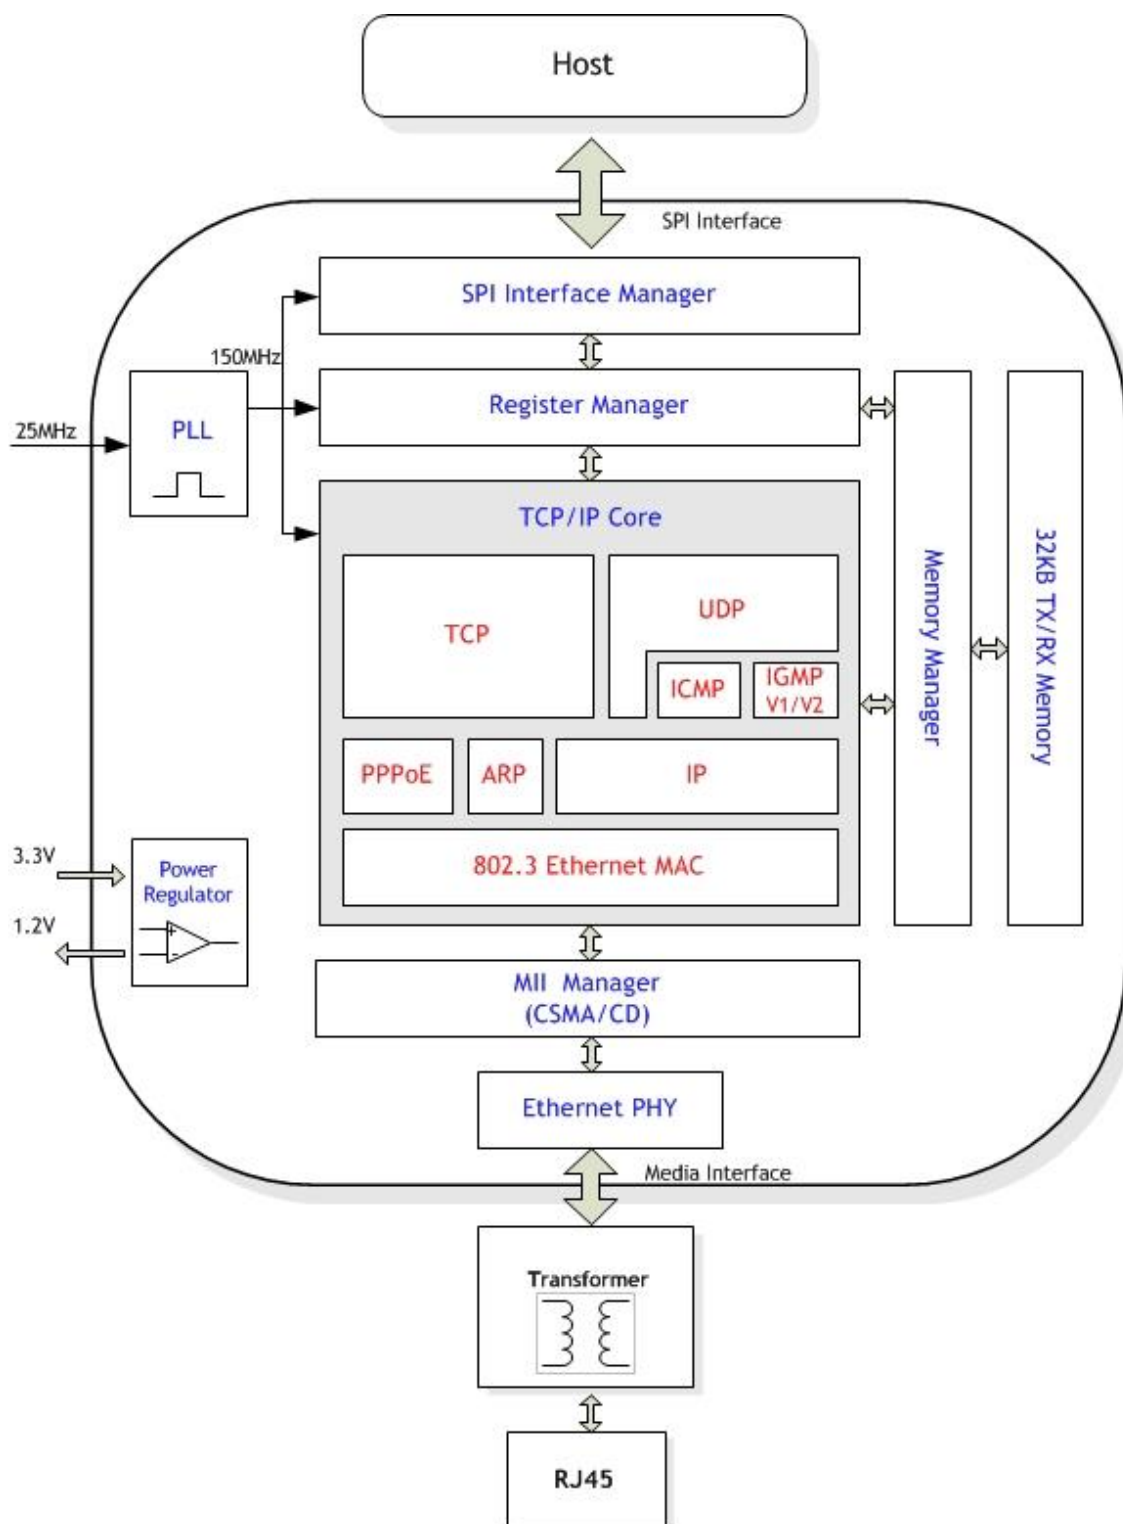 Host
SPI Interface
SPI Interface Manager
150MHz
Register Manager
25MHz
PLL
TCP/IP Core
TCP
UDP
ICMP
IGMP
V1/V2
PPPoE
ARP
IP
802.3 Ethernet MAC
Memory Manager
32KB TX/RX Memory
3.3V
1.2V
Power
Regulator
+
-
MII Manager
(CSMA/CD)
Ethernet PHY
Media Interface
Transformer
RJ45